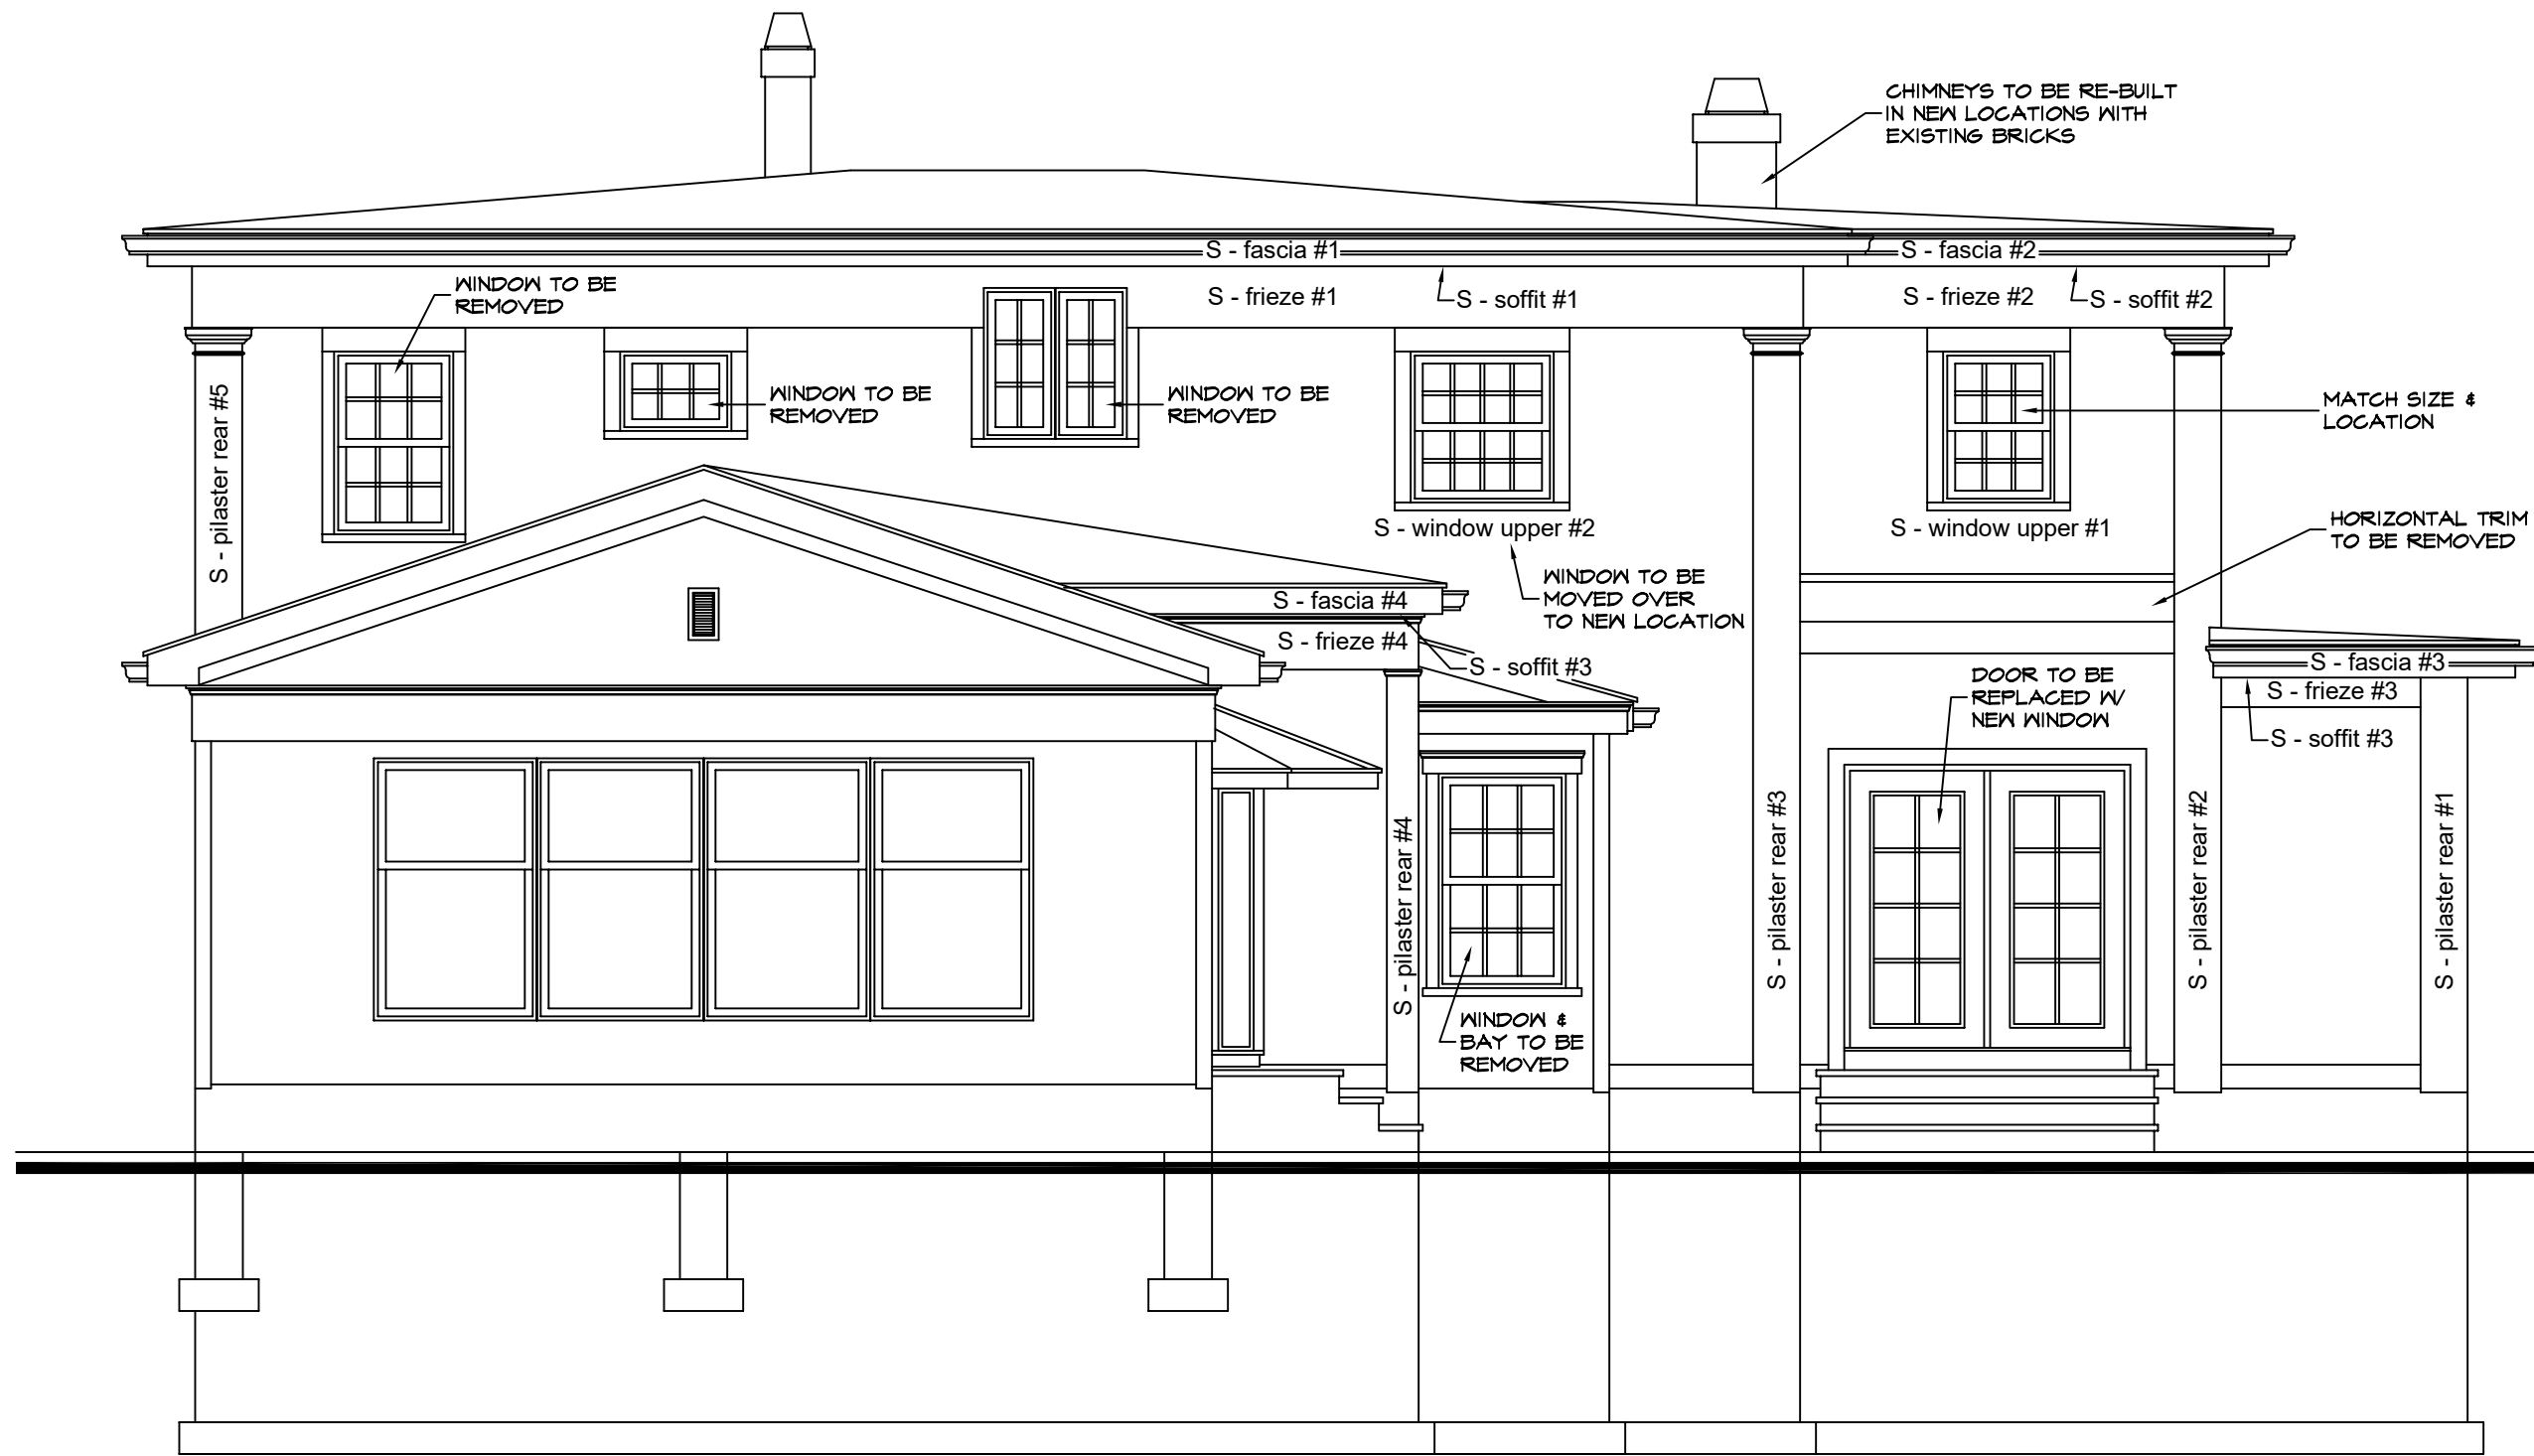 CHIMNEYS TO BE RE-BUILT
IN NEW LOCATIONS WITH
EXISTING BRICKS
S - fascia #1
S - fascia #2
WINDOW TO BE
REMOVED
S - frieze #1
S - soffit #1
S - frieze #2
S - soffit #2
S - pilaster rear #5
WINDOW TO BE
REMOVED
WINDOW TO BE
REMOVED
MATCH SIZE &
LOCATION
S - window upper #2
S - window upper #1
HORIZONTAL TRIM
TO BE REMOVED
WINDOW TO BE
MOVED OVER
TO NEW LOCATION
S - fascia #4
S - frieze #4
S - soffit #3
DOOR TO BE
REPLACED W/
NEW WINDOW
S - fascia #3
S - frieze #3
S - soffit #3
S - pilaster rear #4
S - pilaster rear #3
S - pilaster rear #2
S - pilaster rear #1
WINDOW &
BAY TO BE
REMOVED